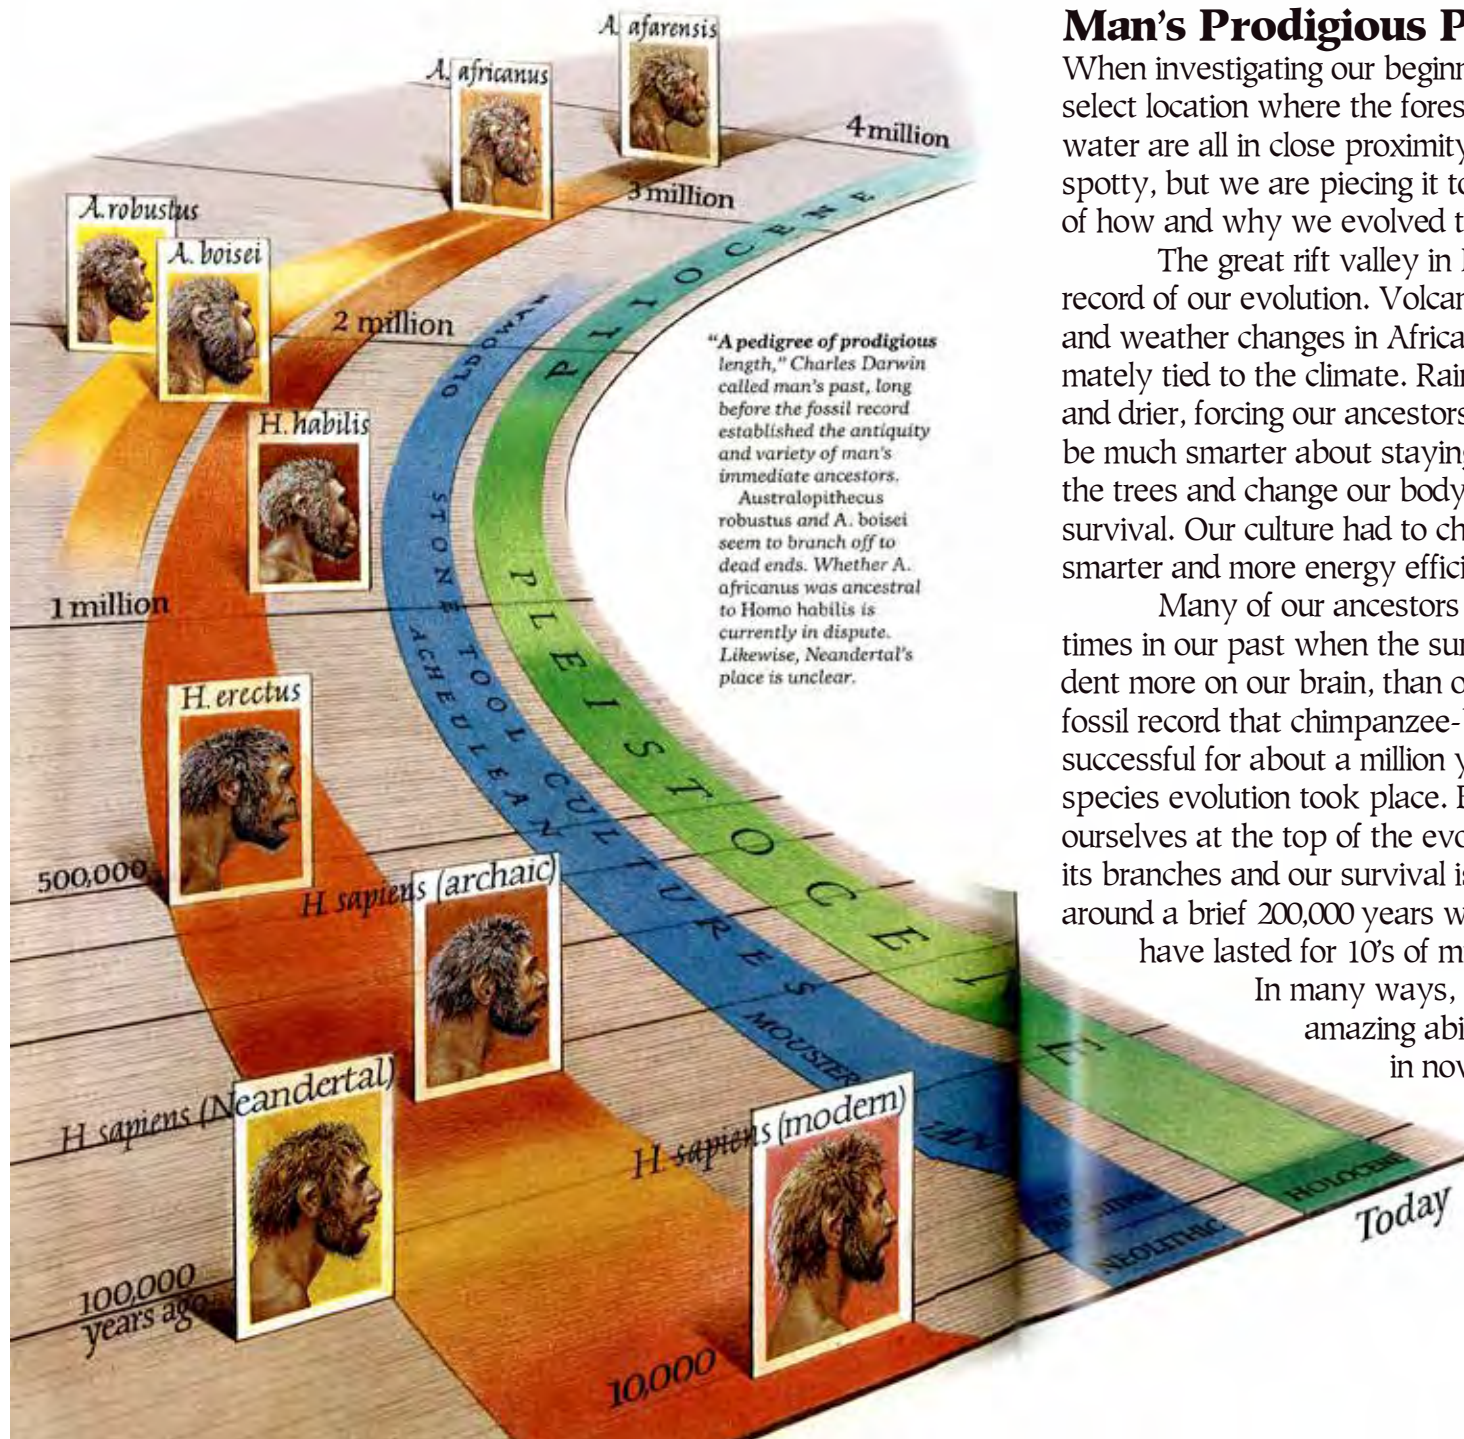 A. afarensis
A. africanus
4 million
3 million
A. robustus
A. boisei
2 million
H. habilis
1 million
H. erectus
500,000
H. sapiens (archaic)
H. sapiens (Neandertal)
H. sapiens (modern)
100,000
years ago
10,000
Today
OLDOWAN
STONE TOOL CULTURES
ACHEULEAN
MOUSTERIAN
NEOLITHIC
PLIOCENE
PLEISTOCENE
HOLOCENE
"A pedigree of prodigious
length," Charles Darwin
called man's past, long
before the fossil record
established the antiquity
and variety of man's
immediate ancestors.
Australopithecus
robustus and A. boisei
seem to branch off to
dead ends. Whether A.
africanus was ancestral
to Homo habilis is
currently in dispute.
Likewise, Neandertal's
place is unclear.
Man's Prodigious P
When investigating our beginn
select location where the fores
water are all in close proximity
spotty, but we are piecing it to
of how and why we evolved t
The great rift valley in
record of our evolution. Volcan
and weather changes in Africa
mately tied to the climate. Rain
and drier, forcing our ancestors
be much smarter about staying
the trees and change our body
survival. Our culture had to ch
smarter and more energy effici
Many of our ancestors
times in our past when the sur
dent more on our brain, than o
fossil record that chimpanzee-
successful for about a million y
species evolution took place.
ourselves at the top of the evo
its branches and our survival is
around a brief 200,000 years w
have lasted for 10's of m
In many ways,
amazing abi
in nov